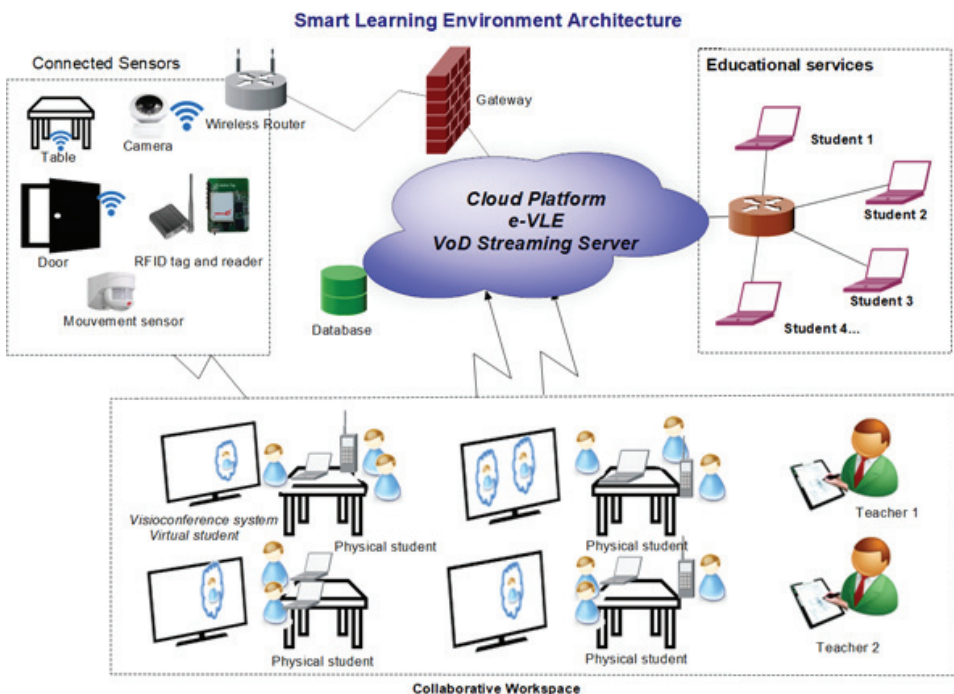 Smart Learning Environment Architecture
Connected Sensors
Table
Camera
Wireless Router
Door
RFID tag and reader
Mouvement sensor
Gateway
Cloud Platform
e-VLE
VoD Streaming Server
Database
Educational services
Student 1
Student 2
Student 3
Student 4...
Visioconference system
Virtual student
Physical student
Physical student
Teacher 1
Physical student
Physical student
Teacher 2
Collaborative Workspace